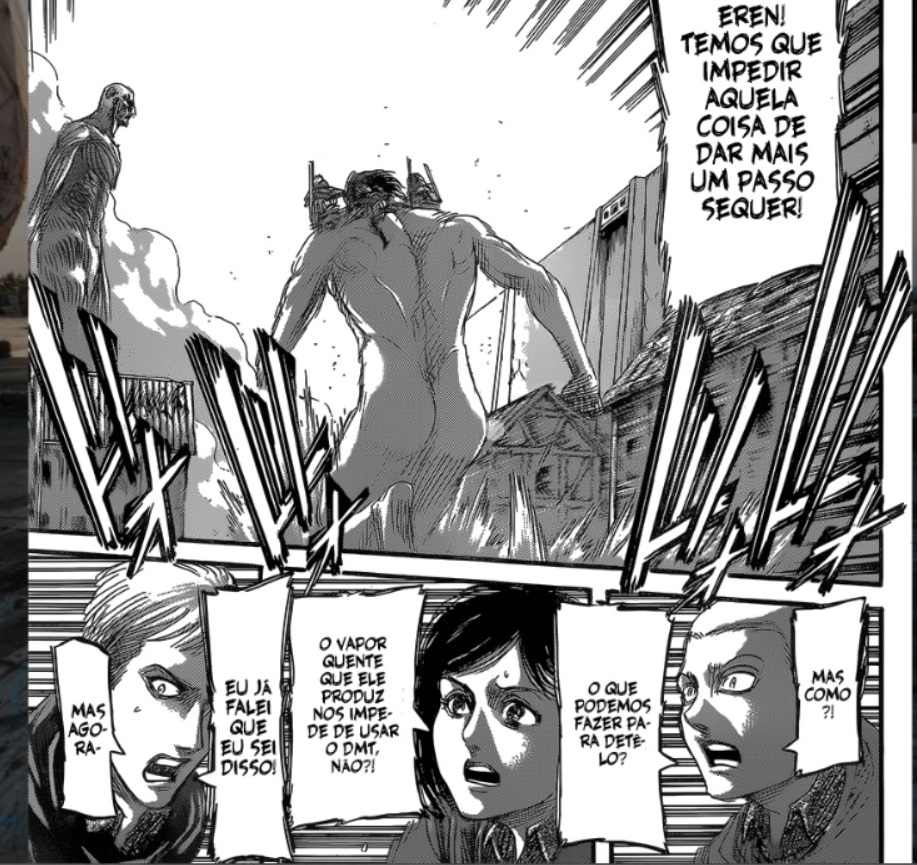 EREN!
TEMOS QUE
IMPEDIR
AQUELA
COISA DE
DAR MAIS
UM PASSO
SEQUER!
MAS
COMO
?!
O QUE
PODEMOS
FAZER PA-
RA DETÊ-
LO?
O VAPOR
QUENTE
QUE ELE
PRODUZ
NOS IMPE-
DE DE USAR
O DMT,
NÃO?!
EU JÁ
FALEI
QUE
EU SEI
DISSO!
MAS
AGO-
RA-